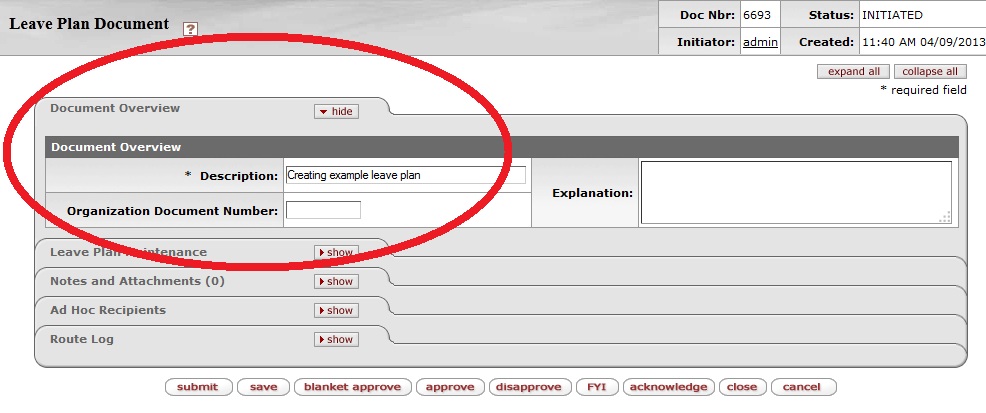 Leave Plan Document ?
Doc Nbr: 6693 Status: INITIATED
Initiator: admin Created: 11:40 AM 04/09/2013
expand all collapse all
* required field
Document Overview hide
Document Overview
* Description: Creating example leave plan
Explanation:
Organization Document Number:
Leave Plan Maintenance show
Notes and Attachments (0) show
Ad Hoc Recipients show
Route Log show
submit save blanket approve approve disapprove FYI acknowledge close cancel